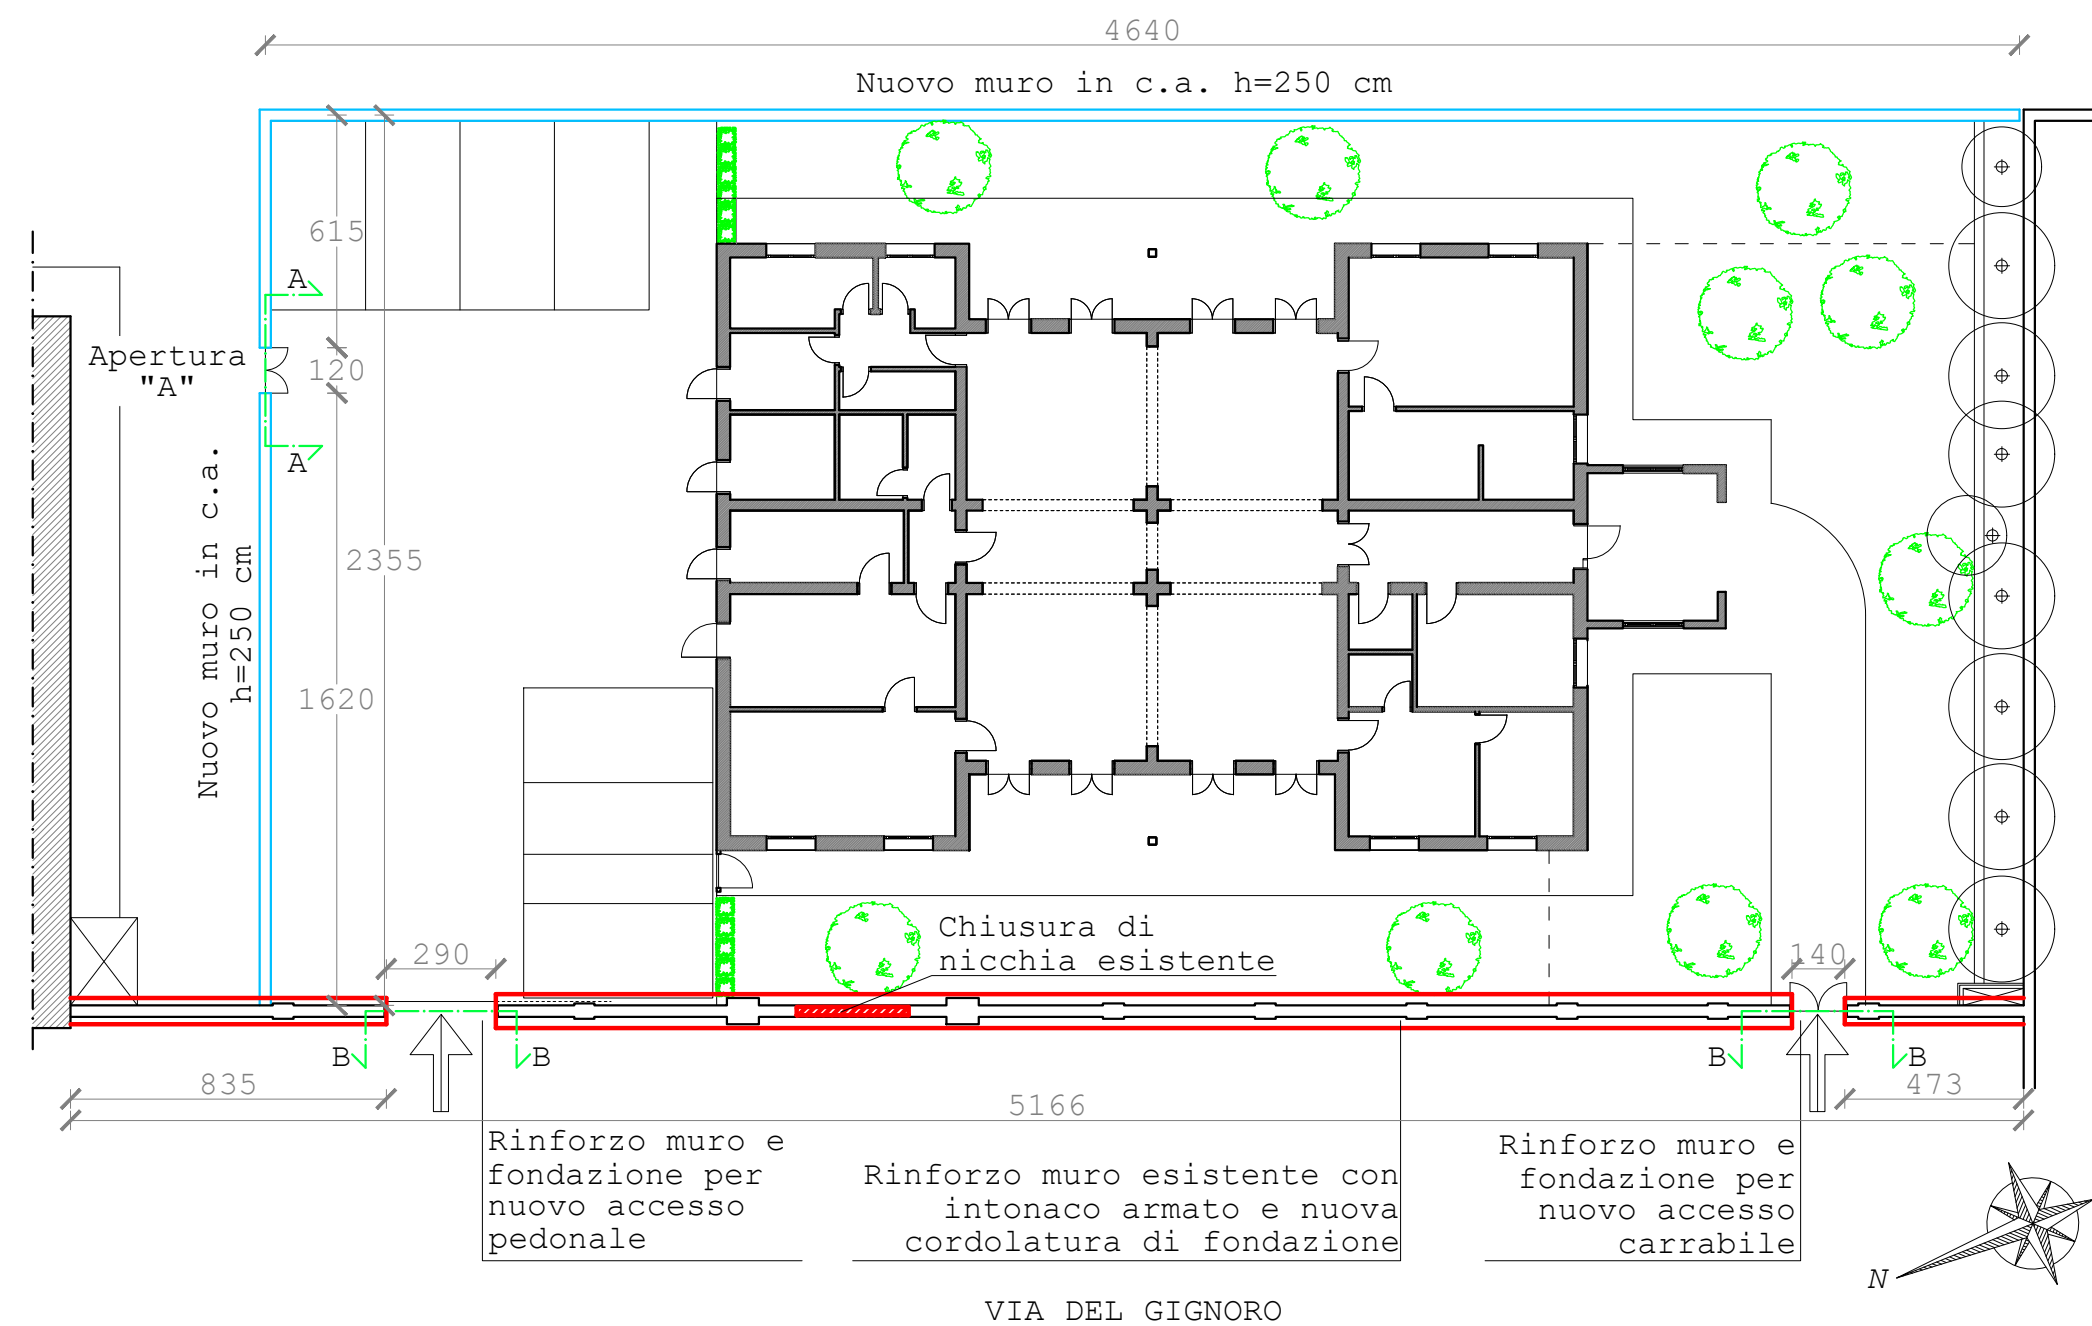 4640
Nuovo muro in c.a. h=250 cm
615
A
Apertura
"A"
120
A
Nuovo muro in c.a.
h=250 cm
2355
1620
Chiusura di
nicchia esistente
290
140
B
B
B
B
835
473
5166
Rinforzo muro e
fondazione per
nuovo accesso
pedonale
Rinforzo muro esistente con
intonaco armato e nuova
cordolatura di fondazione
Rinforzo muro e
fondazione per
nuovo accesso
carrabile
N
VIA DEL GIGNORO